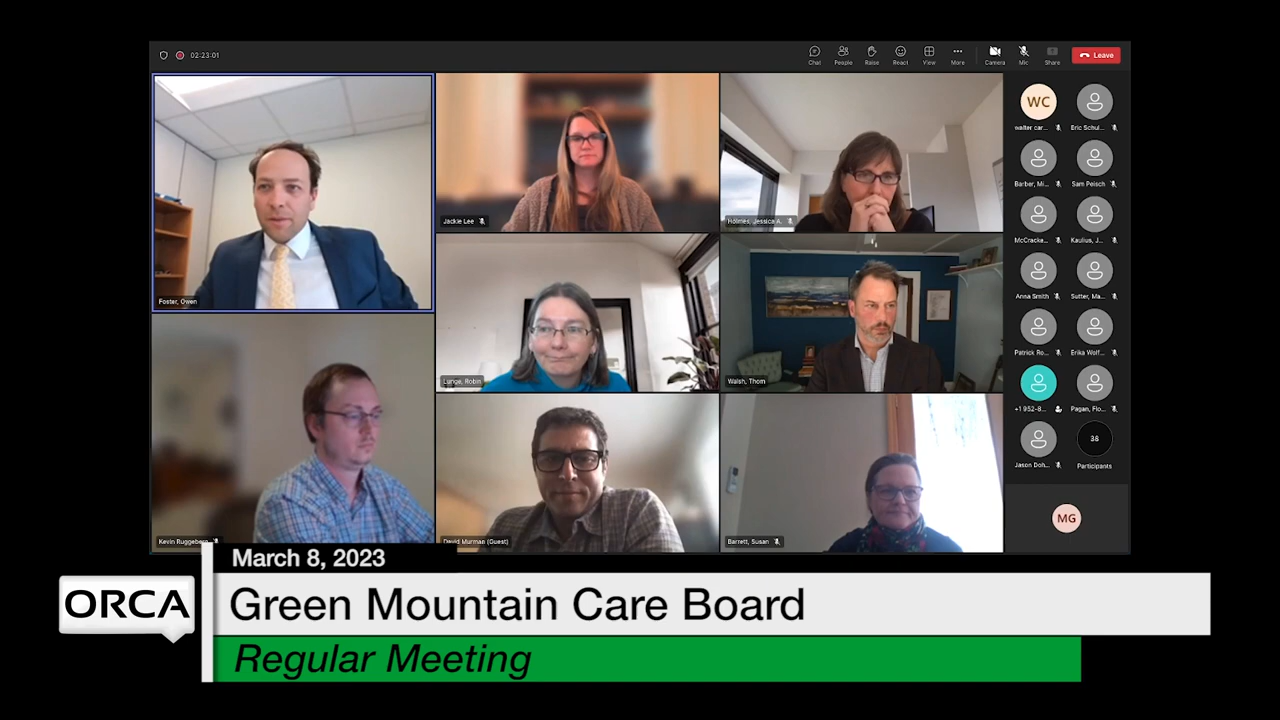 02:23:01
Chat
People
Raise
React
View
More
Camera
Mic
Share
Leave
Foster, Owen
Jackie Lee
Holmes, Jessica A.
Lunge, Robin
Walsh, Thom
Kevin Ruggeberg
David Murman (Guest)
Barrett, Susan
WC
walter car...
Eric Schul...
Barber, Mi...
Sam Peisch
McCracke...
Kaulius, J...
Anna Smith
Sutter, Ma...
Patrick Ro...
Erika Wolf...
+1 952-8...
Pagan, Flo...
Jason Doh...
38
Participants
MG
March 8, 2023
ORCA
Green Mountain Care Board
Regular Meeting